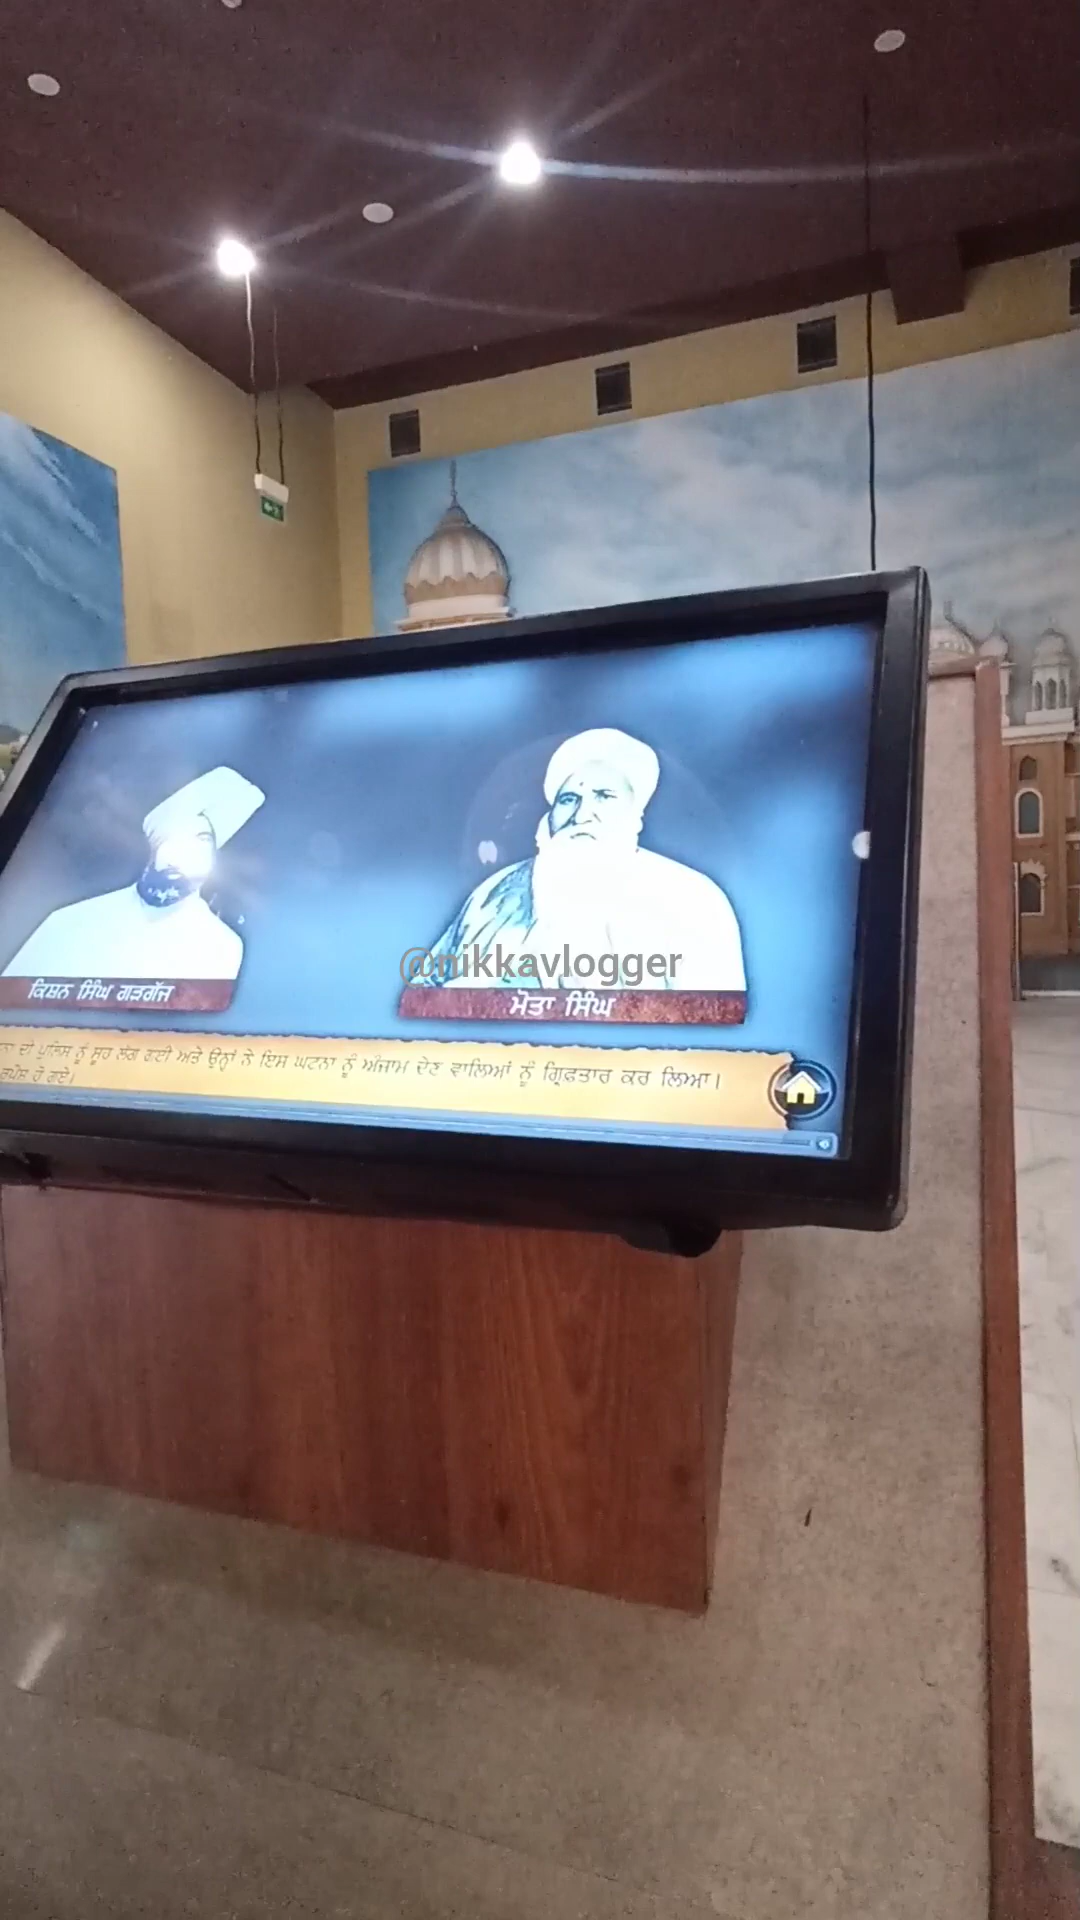 @nikkavlogger
ਕਿਸ਼ਨ ਸਿੰਘ ਗੜਗੱਜ
ਮੋਤਾ ਸਿੰਘ
ਦੀ ਪੁਲਿਸ ਨੂੰ ਸੂਹ ਲੱਗ ਗਈ ਅਤੇ ਉਨ੍ਹਾਂ ਨੇ ਇਸ ਘਟਨਾ ਨੂੰ ਅੰਜਾਮ ਦੇਣ ਵਾਲਿਆਂ ਨੂੰ ਗ੍ਰਿਫ਼ਤਾਰ ਕਰ ਲਿਆ।
ਹੋ ਗਏ।